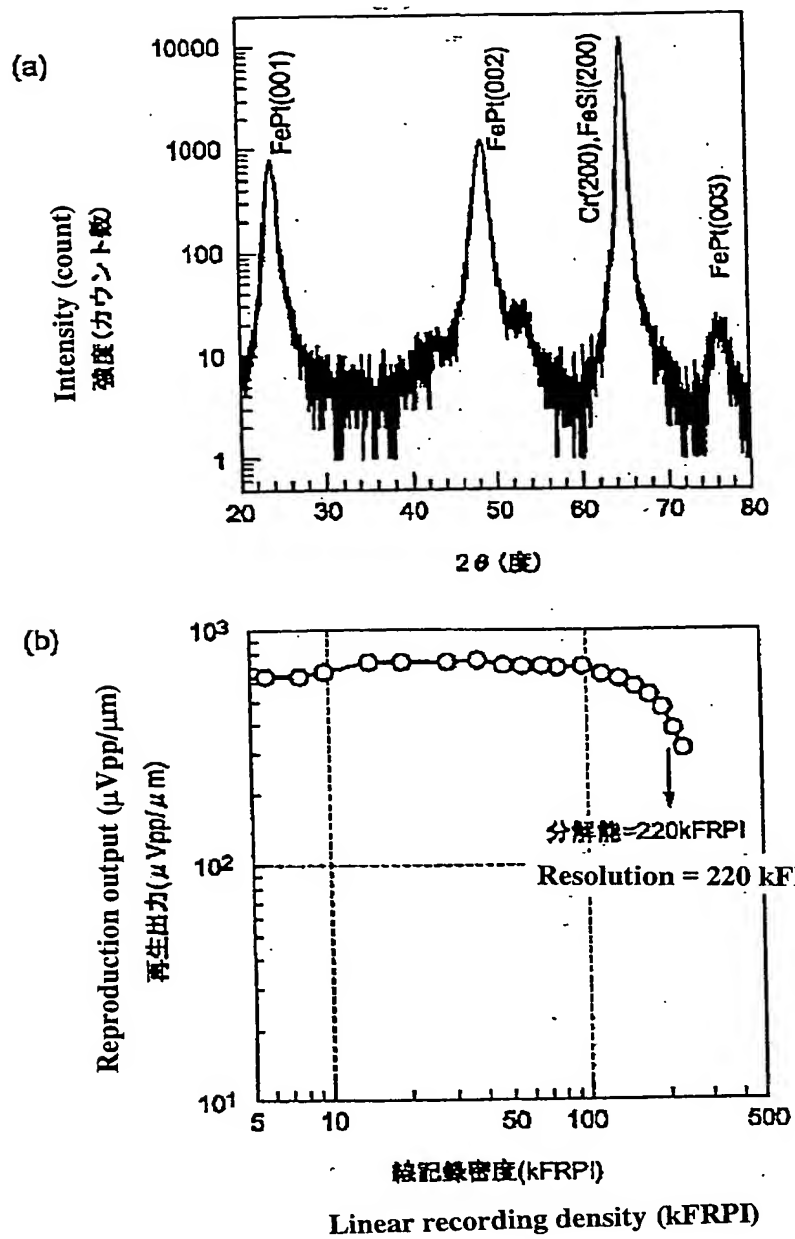 (a)
10000
1000
100
10
1
Intensity (count)
強度(カウント数)
FePt(001)
FePt(002)
Cr(200),FeSi(200)
FePt(003)
20 30 40 50 60 70 80
2θ (度)
(b)
10³
10²
10¹
Reproduction output (μVpp/μm)
再生出力(μVpp/μm)
分解能=220kFRPI
Resolution = 220 kF
5 10 50 100 500
線記録密度(kFRPI)
Linear recording density (kFRPI)